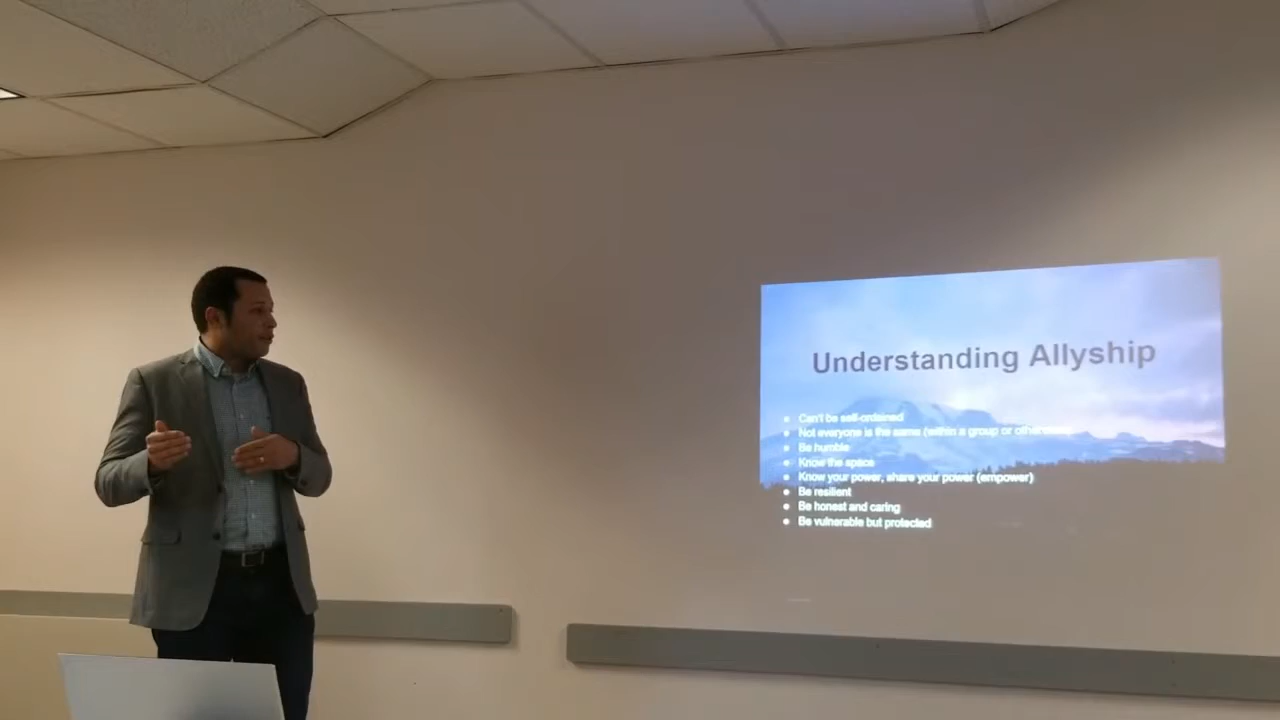 Understanding Allyship
● Can't be self-ordained
● Not everyone is the same (within a group or otherwise)
● Be humble
● Know the space
● Know your power, share your power (empower)
● Be resilient
● Be honest and caring
● Be vulnerable but protected